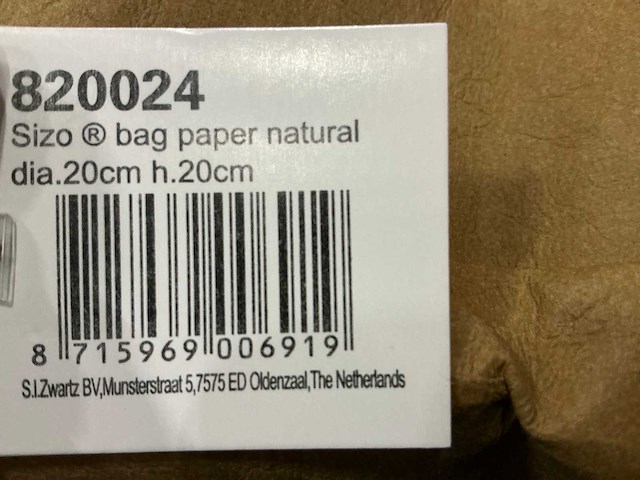 820024
Sizo ® bag paper natural
dia.20cm h.20cm
8 715969 006919
S.I.Zwartz BV,Munsterstraat 5,7575 ED Oldenzaal,The Netherlands